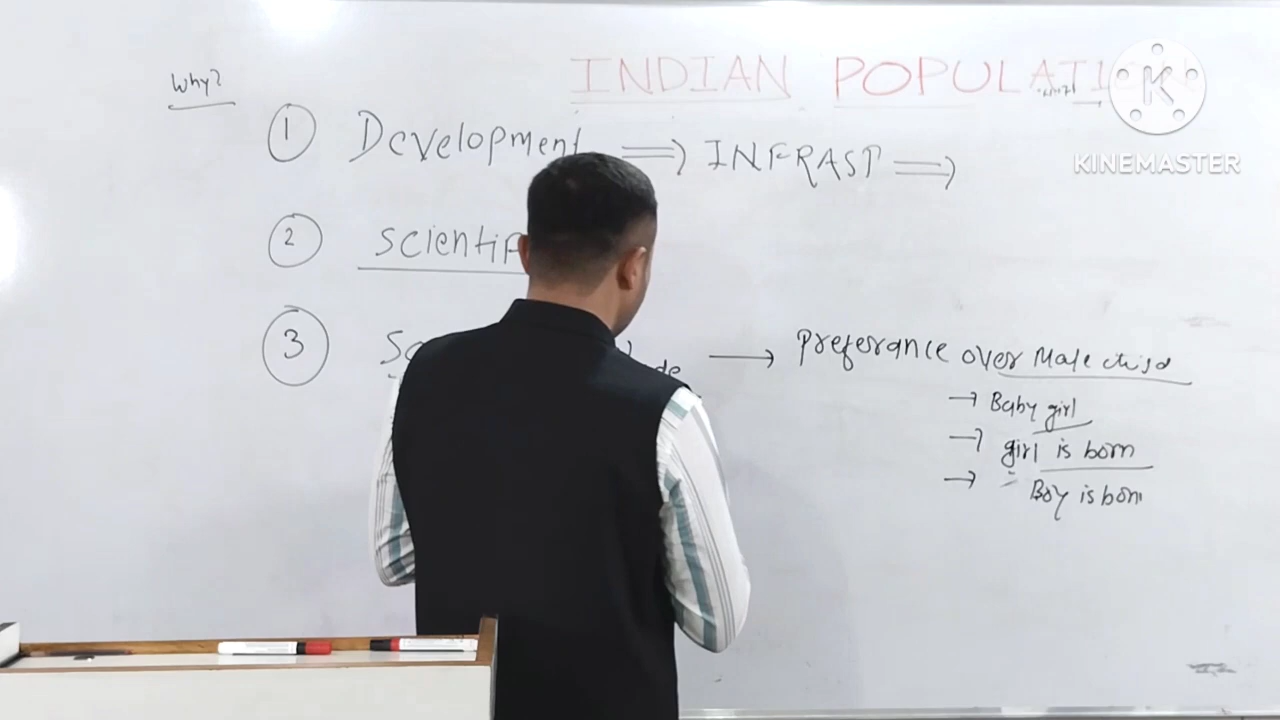 Why?
INDIAN POPULATI
K
KINEMASTER
1 Development ⟹ INFRAST ⟹
2 Scientif
3 → Preferance over Male child
→ Baby girl
→ girl is born
→ Boy is born